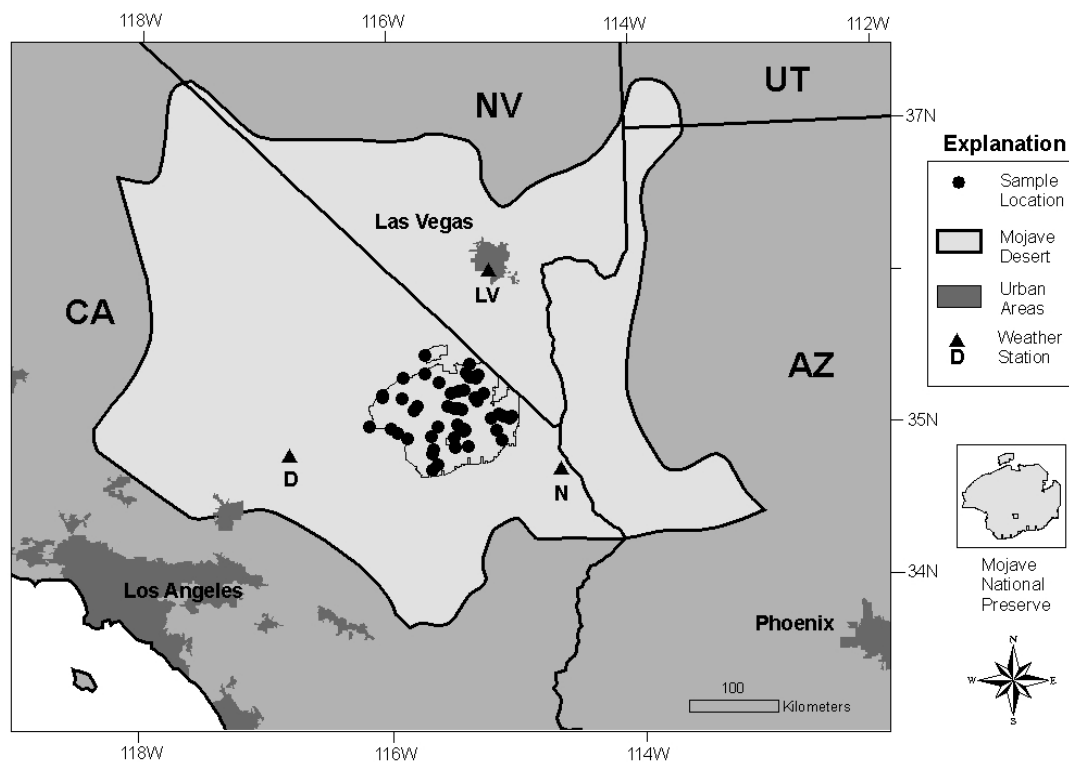 118W
116W
114W
112W
NV
UT
37N
Explanation
Sample
Location
Las Vegas
Mojave
Desert
LV
CA
Urban
Areas
Weather
D
Station
AZ
35N
D
N
Los Angeles
34N
Mojave
National
Preserve
Phoenix
N
W
E
S
100
Kilometers
118W
116W
114W